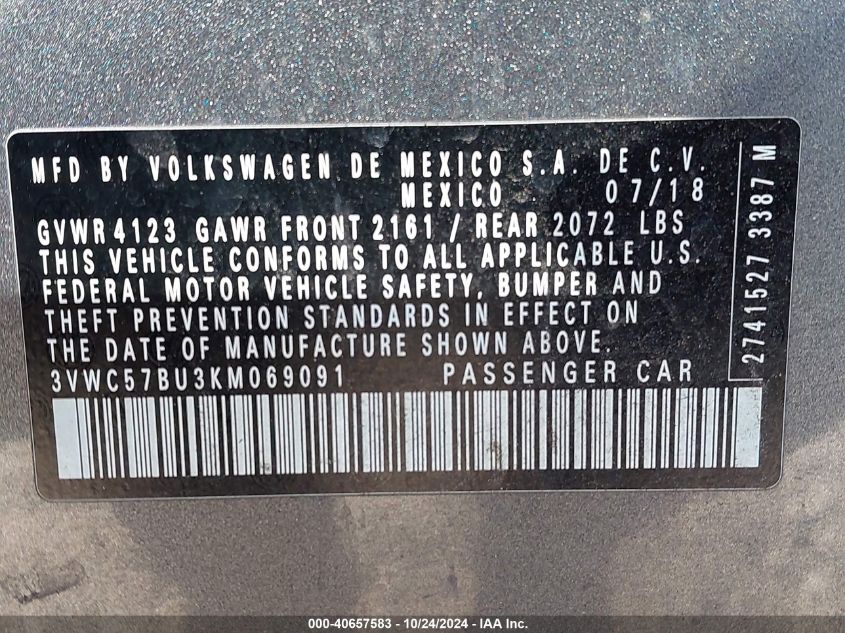 MFD BY VOLKSWAGEN DE MEXICO S.A. DE C.V.
MEXICO 07/18
GVWR 4123 GAWR FRONT 2161 / REAR 2072 LBS
THIS VEHICLE CONFORMS TO ALL APPLICABLE U.S.
FEDERAL MOTOR VEHICLE SAFETY, BUMPER AND
THEFT PREVENTION STANDARDS IN EFFECT ON
THE DATE OF MANUFACTURE SHOWN ABOVE.
3VWC57BU3KM069091 PASSENGER CAR
2741527 3387 M
000-40657583 - 10/24/2024 - IAA Inc.